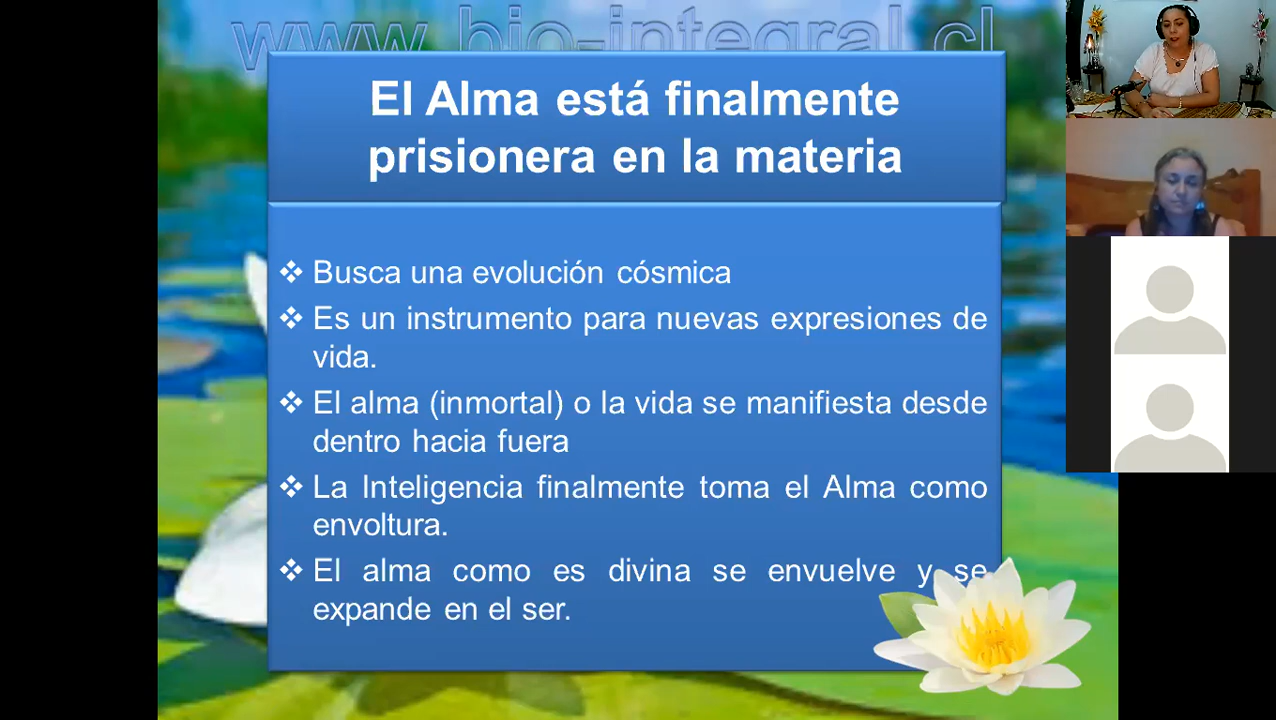 www.bio-integral.cl
El Alma está finalmente
prisionera en la materia
❖ Busca una evolución cósmica
❖ Es un instrumento para nuevas expresiones de
vida.
❖ El alma (inmortal) o la vida se manifiesta desde
dentro hacia fuera
❖ La Inteligencia finalmente toma el Alma como
envoltura.
❖ El alma como es divina se envuelve y se
expande en el ser.